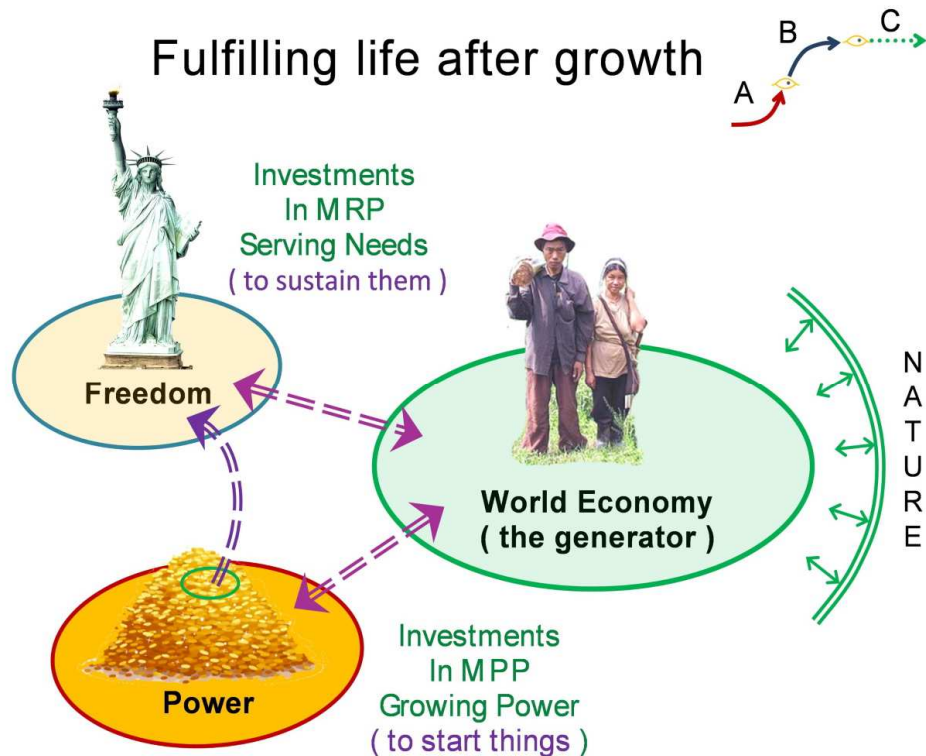 Fulfilling life after growth
A
B
C
Investments
In MRP
Serving Needs
( to sustain them )
Freedom
World Economy
( the generator )
NATURE
Power
Investments
In MPP
Growing Power
( to start things )